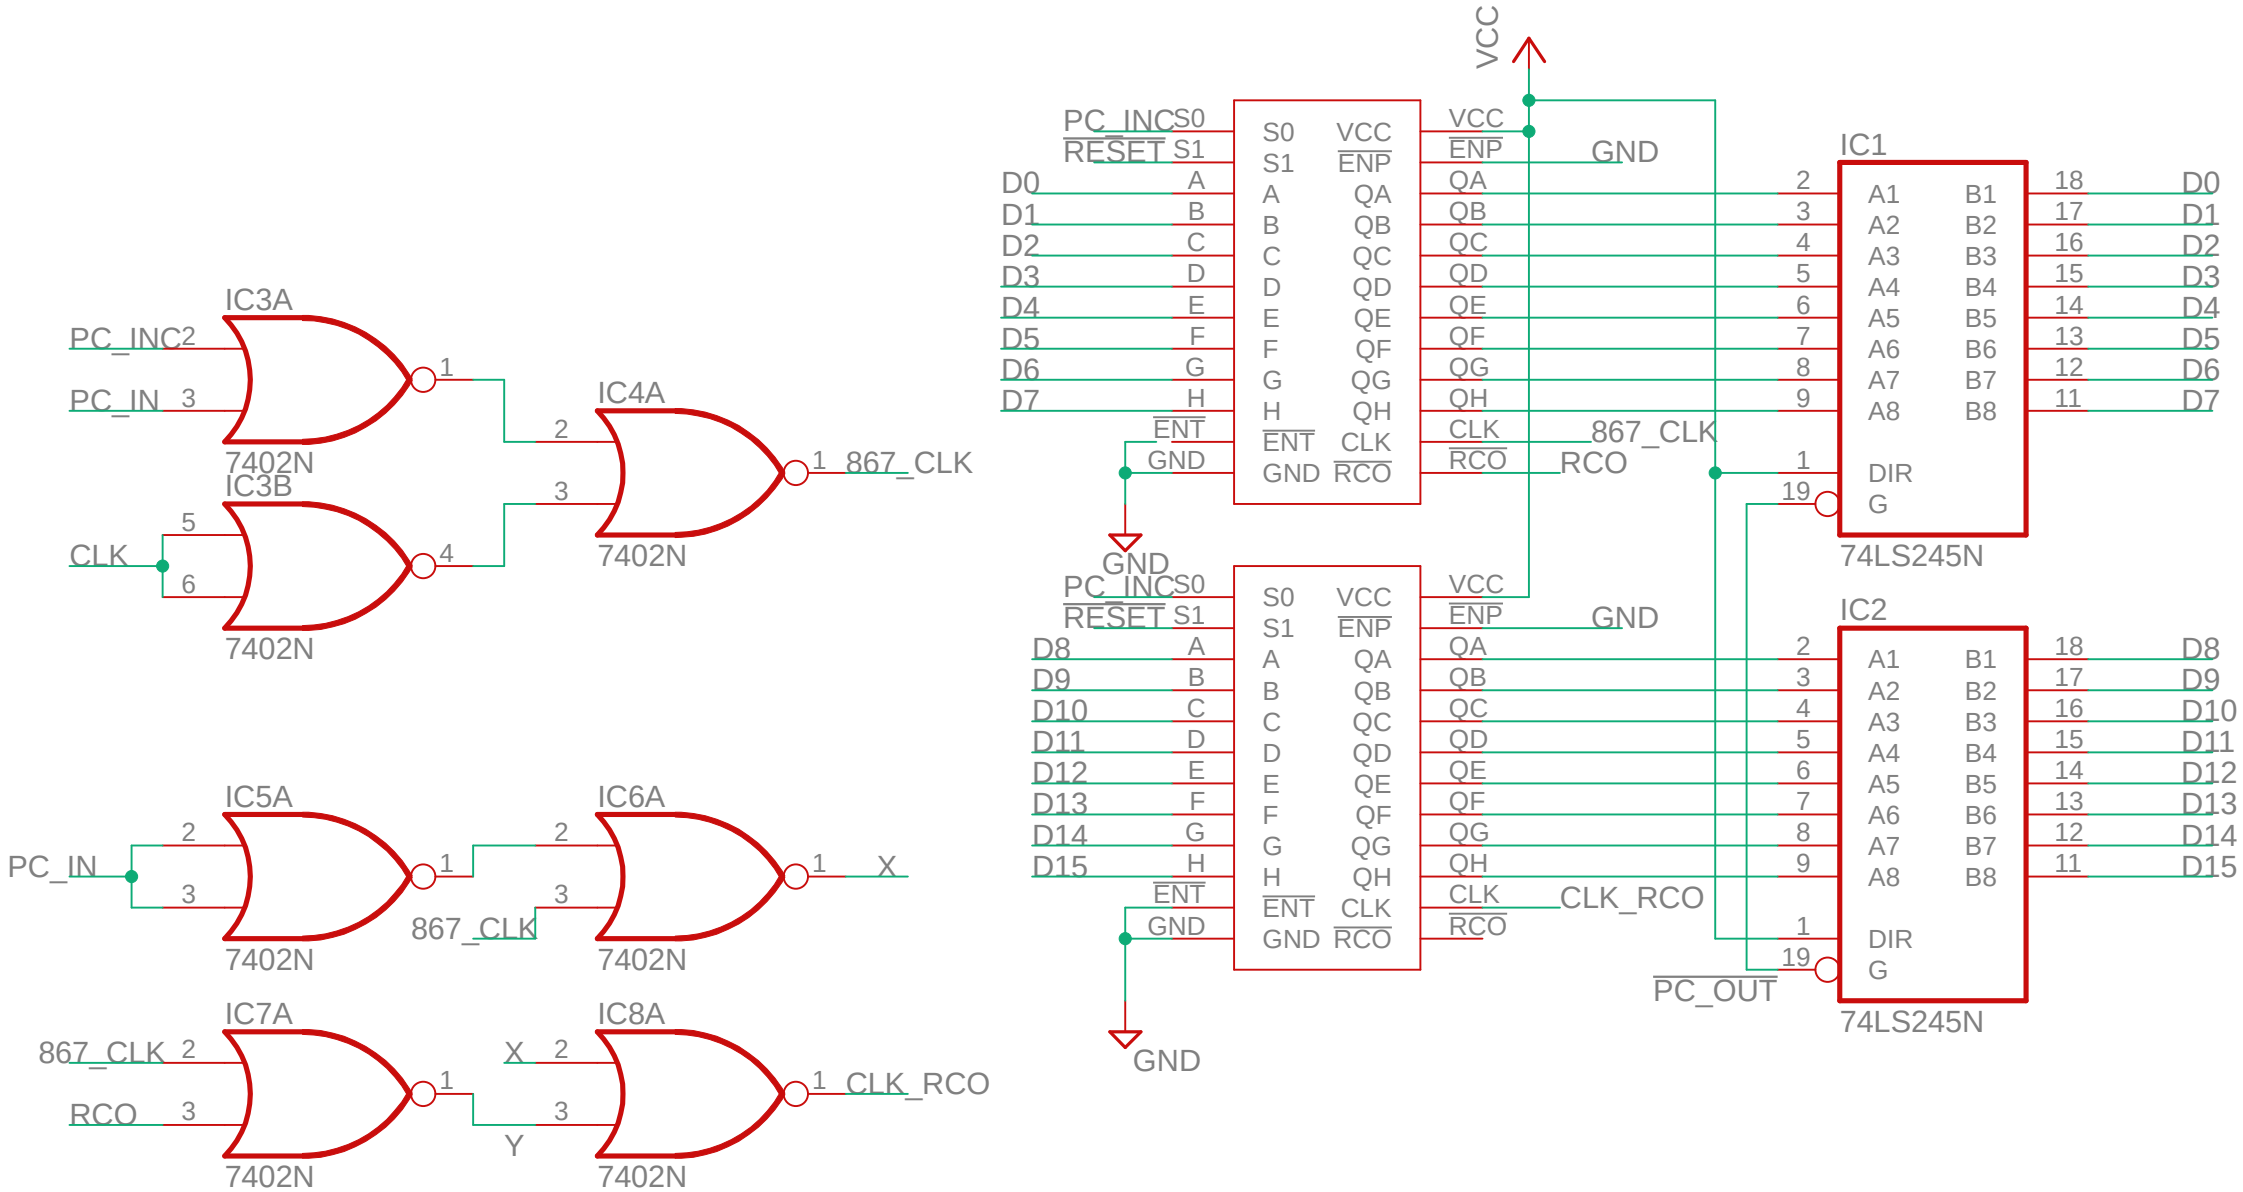 IC3A
PC_INC 2
PC_IN 3
1
7402N
IC3B
CLK
5
6
4
7402N
IC4A
2
3
1
867_CLK
7402N
IC5A
PC_IN
2
3
1
7402N
IC6A
2
867_CLK
3
1
X
7402N
IC7A
867_CLK 2
RCO 3
1
7402N
IC8A
X 2
Y
3
1
CLK_RCO
7402N
VCC
PC_INC S0 S0 VCC VCC
RESET S1 S1 ENP ENP GND
D0 A A QA QA
D1 B B QB QB
D2 C C QC QC
D3 D D QD QD
D4 E E QE QE
D5 F F QF QF
D6 G G QG QG
D7 H H QH QH
ENT ENT CLK CLK 867_CLK
GND GND RCO RCO RCO
GND
PC_INC S0 S0 VCC VCC
RESET S1 S1 ENP ENP GND
D8 A A QA QA
D9 B B QB QB
D10 C C QC QC
D11 D D QD QD
D12 E E QE QE
D13 F F QF QF
D14 G G QG QG
D15 H H QH QH
ENT ENT CLK CLK CLK_RCO
GND GND RCO RCO
GND
IC1
2 A1 B1 18 D0
3 A2 B2 17 D1
4 A3 B3 16 D2
5 A4 B4 15 D3
6 A5 B5 14 D4
7 A6 B6 13 D5
8 A7 B7 12 D6
9 A8 B8 11 D7
1 DIR
19 G
74LS245N
IC2
2 A1 B1 18 D8
3 A2 B2 17 D9
4 A3 B3 16 D10
5 A4 B4 15 D11
6 A5 B5 14 D12
7 A6 B6 13 D13
8 A7 B7 12 D14
9 A8 B8 11 D15
1 DIR
19 G
PC_OUT
74LS245N